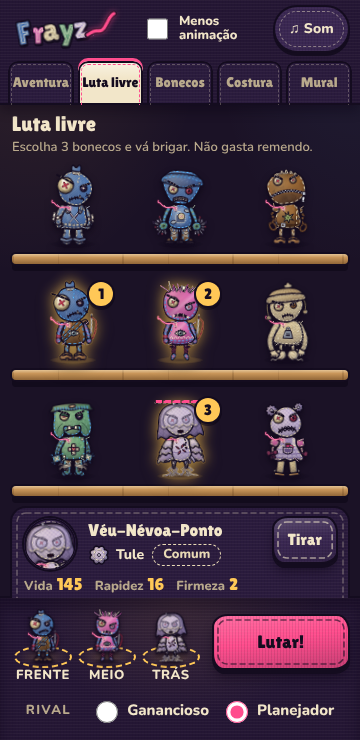 Frayz
Menos
animação
♫ Som
Aventura
Luta livre
Bonecos
Costura
Mural
Luta livre
Escolha 3 bonecos e vá brigar. Não gasta remendo.
1
2
3
Véu-Névoa-Ponto
Tule
Comum
Tirar
Vida 145 Rapidez 16 Firmeza 2
FRENTE
MEIO
TRÁS
Lutar!
RIVAL
Ganancioso
Planejador